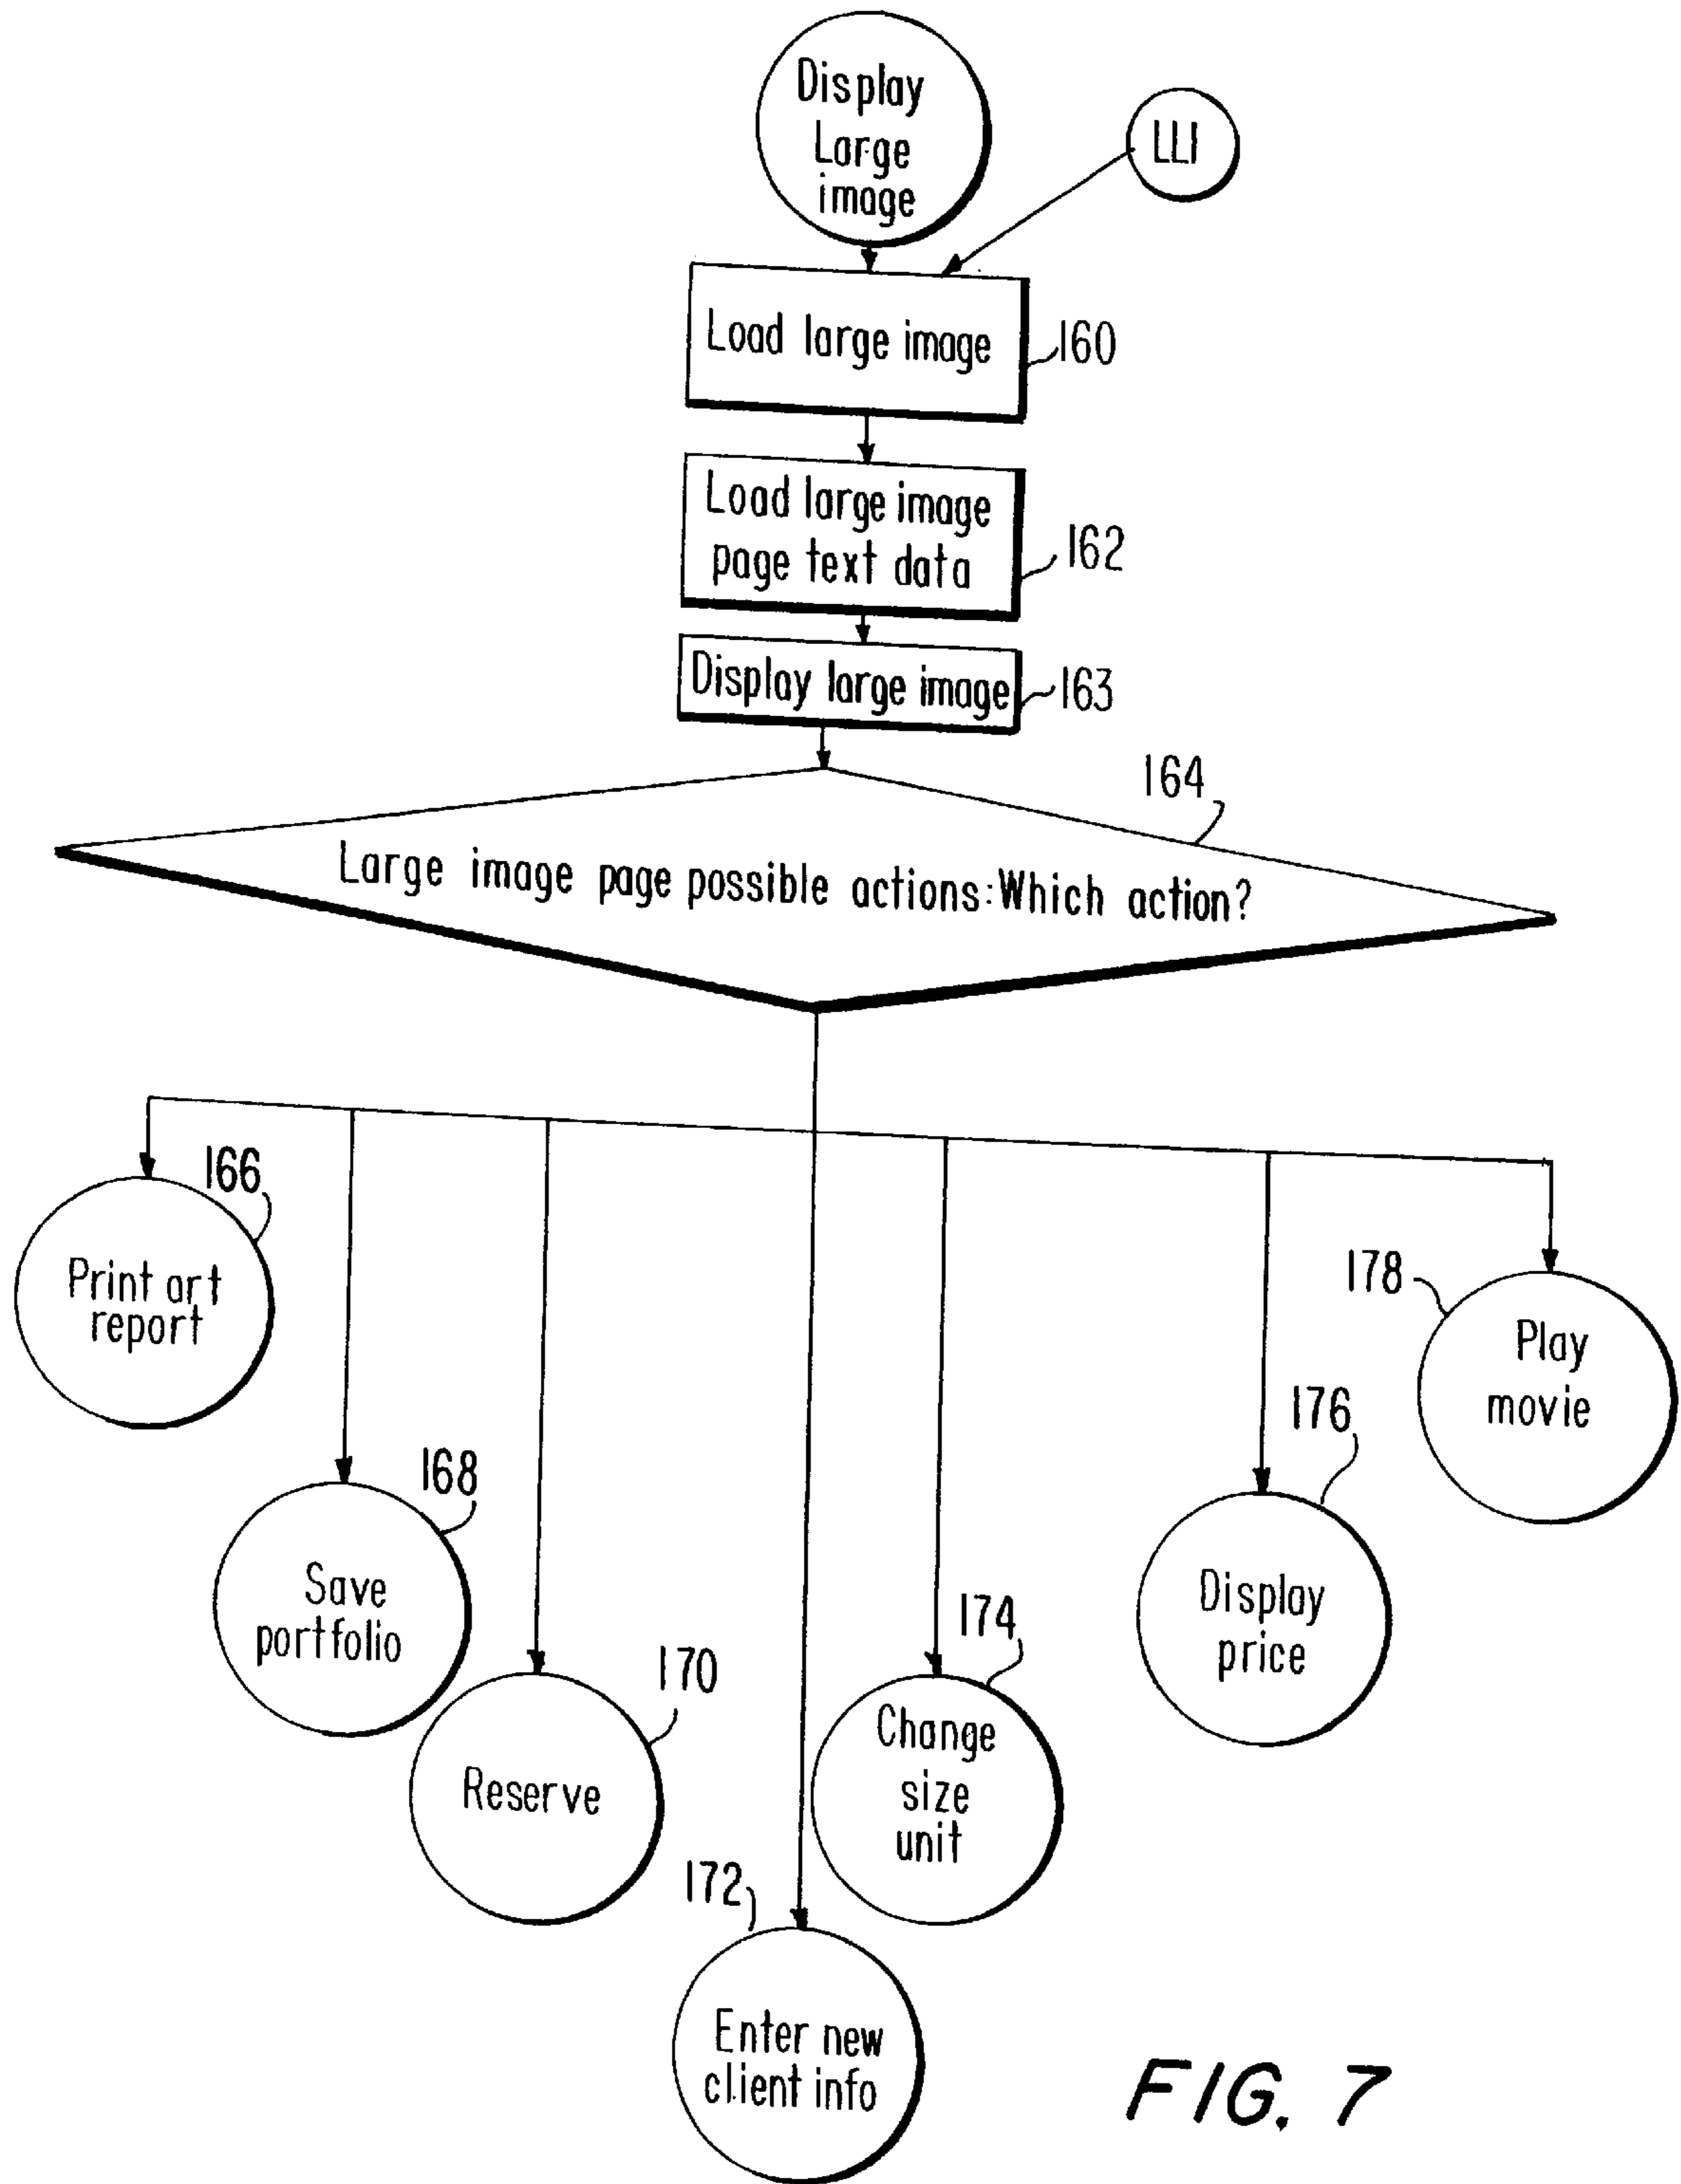 Display
Large
image
LLI
Load large image
160
Load large image
page text data
162
Display large image
163
164
Large image page possible actions:Which action?
166
Print art
report
178
Play
movie
176
168
Save
portfolio
Display
price
174
170
Reserve
Change
size
unit
172
Enter new
client info
FIG. 7